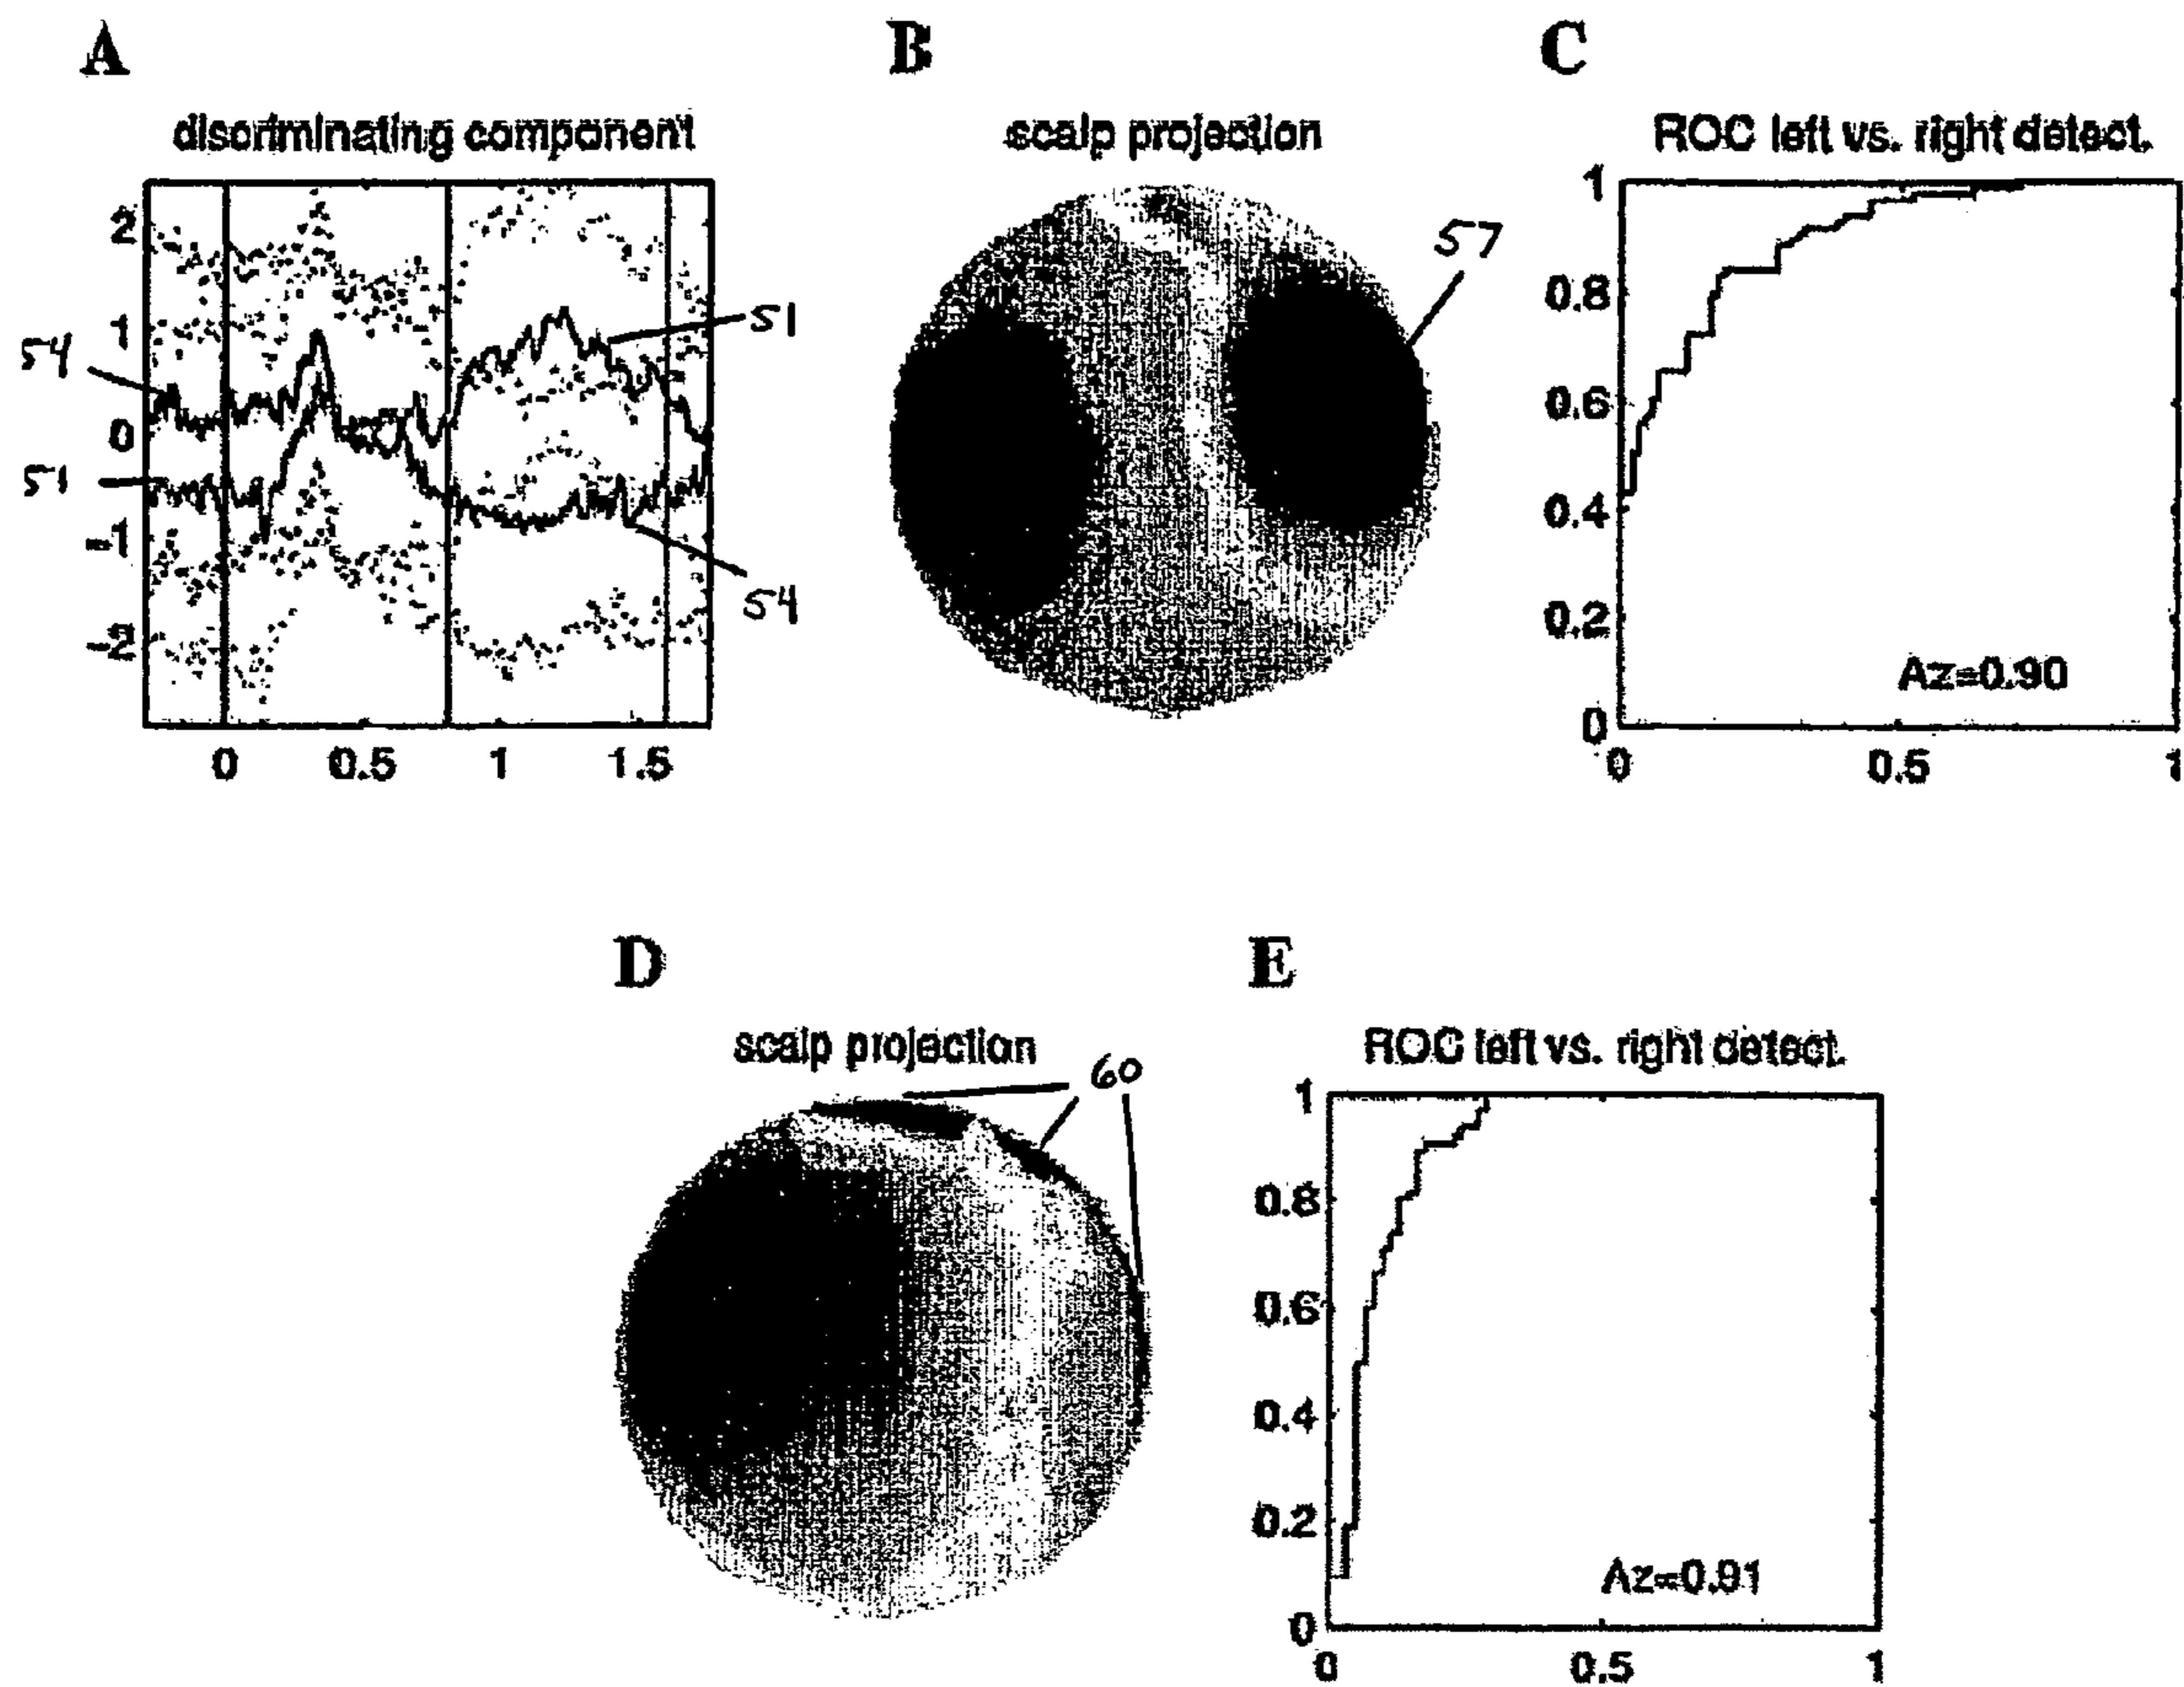 A
B
C
discriminating component
scalp projection
ROC left vs. right detect.
57
2
1
0
-1
-2
54
51
51
54
0 0.5 1 1.5
1
0.8
0.6
0.4
0.2
0
Az=0.90
0 0.5 1
D
E
scalp projection
ROC left vs. right detect.
60
1
0.8
0.6
0.4
0.2
0
Az=0.91
0 0.5 1